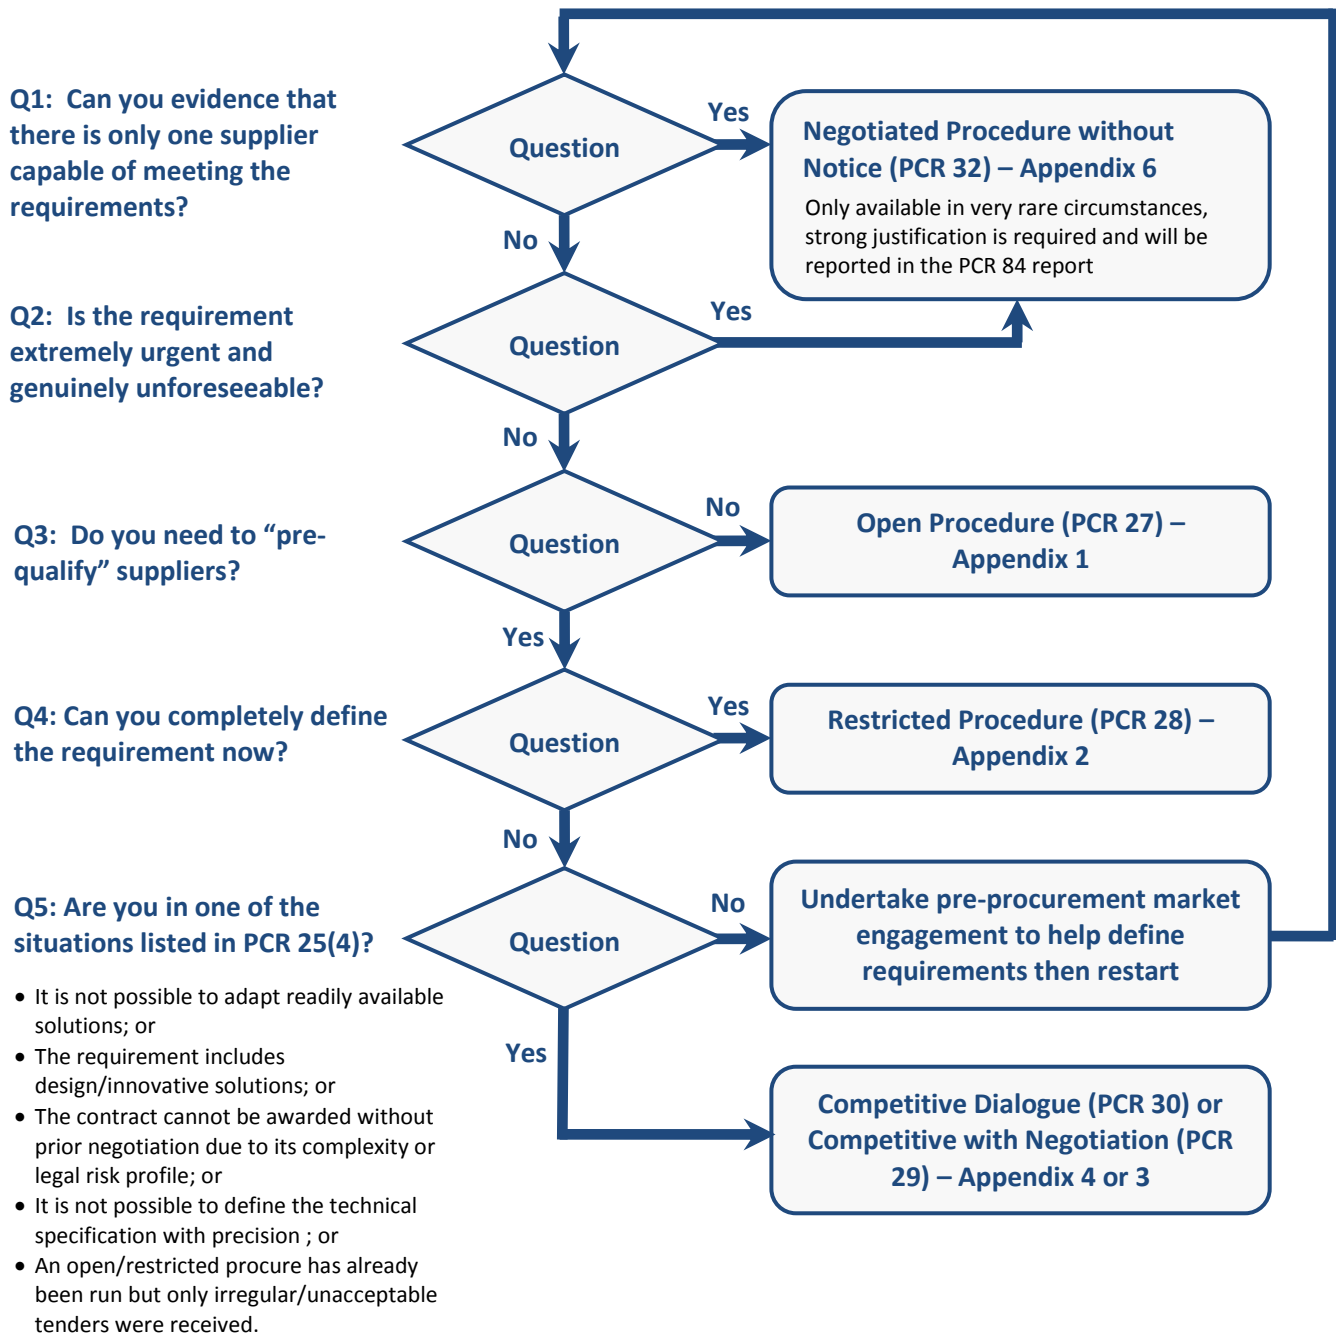 Q1:  Can you evidence that
there is only one supplier
capable of meeting the
requirements?
Question
Yes
Negotiated Procedure without
Notice (PCR 32) – Appendix 6
Only available in very rare circumstances,
strong justification is required and will be
reported in the PCR 84 report
No
Q2:  Is the requirement
extremely urgent and
genuinely unforeseeable?
Question
Yes
No
Q3:  Do you need to “pre-
qualify” suppliers?
Question
No
Open Procedure (PCR 27) –
Appendix 1
Yes
Q4: Can you completely define
the requirement now?
Question
Yes
Restricted Procedure (PCR 28) –
Appendix 2
No
Q5: Are you in one of the
situations listed in PCR 25(4)?
Question
No
Undertake pre-procurement market
engagement to help define
requirements then restart
• It is not possible to adapt readily available
solutions; or
• The requirement includes
design/innovative solutions; or
• The contract cannot be awarded without
prior negotiation due to its complexity or
legal risk profile; or
• It is not possible to define the technical
specification with precision ; or
• An open/restricted procure has already
been run but only irregular/unacceptable
tenders were received.
Yes
Competitive Dialogue (PCR 30) or
Competitive with Negotiation (PCR
29) – Appendix 4 or 3